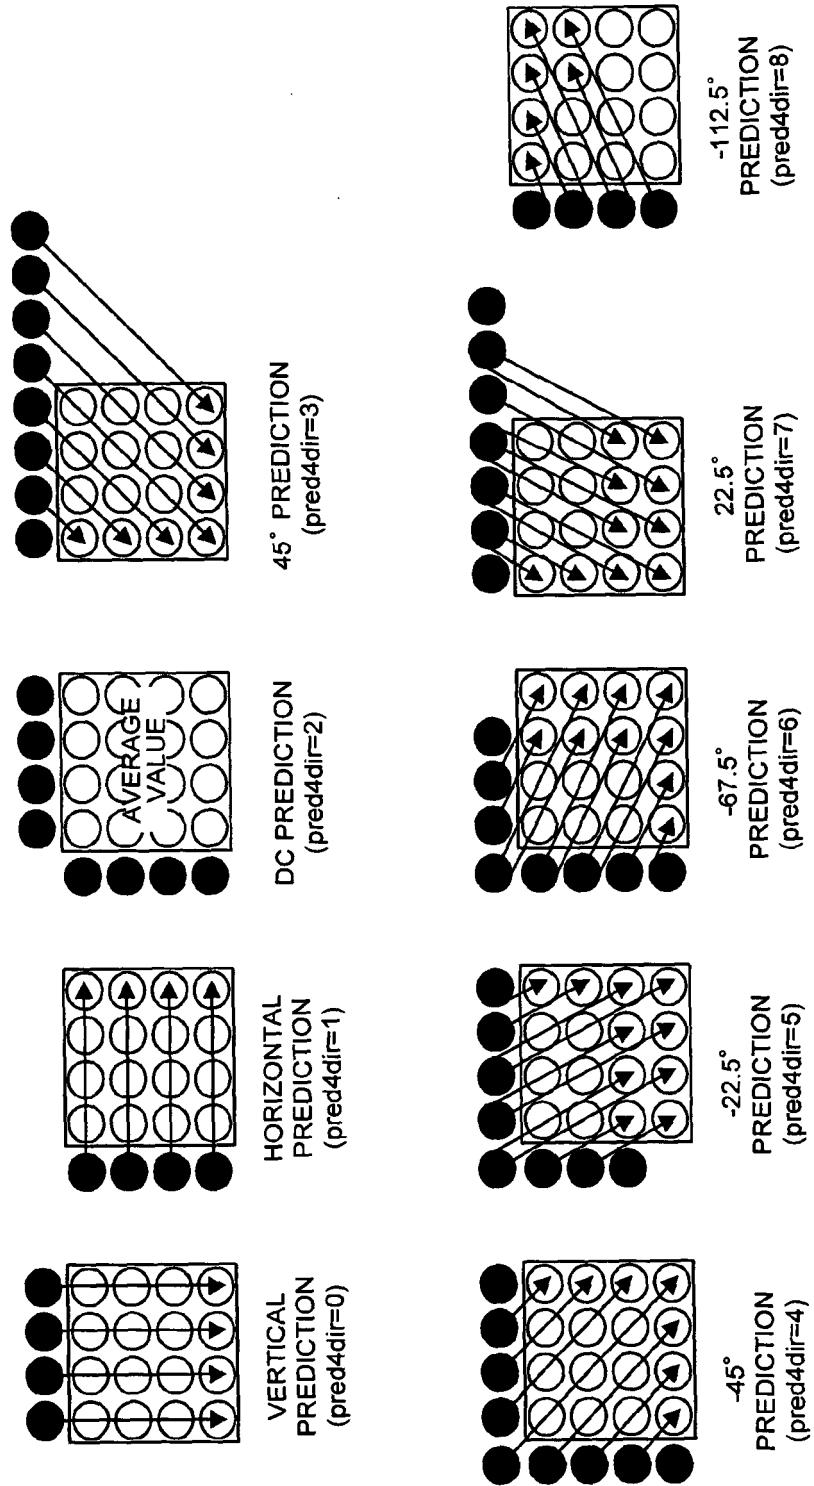 VERTICAL
PREDICTION
(pred4dir=0)
HORIZONTAL
PREDICTION
(pred4dir=1)
AVERAGE
VALUE
DC PREDICTION
(pred4dir=2)
45° PREDICTION
(pred4dir=3)
-45°
PREDICTION
(pred4dir=4)
-22.5°
PREDICTION
(pred4dir=5)
-67.5°
PREDICTION
(pred4dir=6)
22.5°
PREDICTION
(pred4dir=7)
-112.5°
PREDICTION
(pred4dir=8)